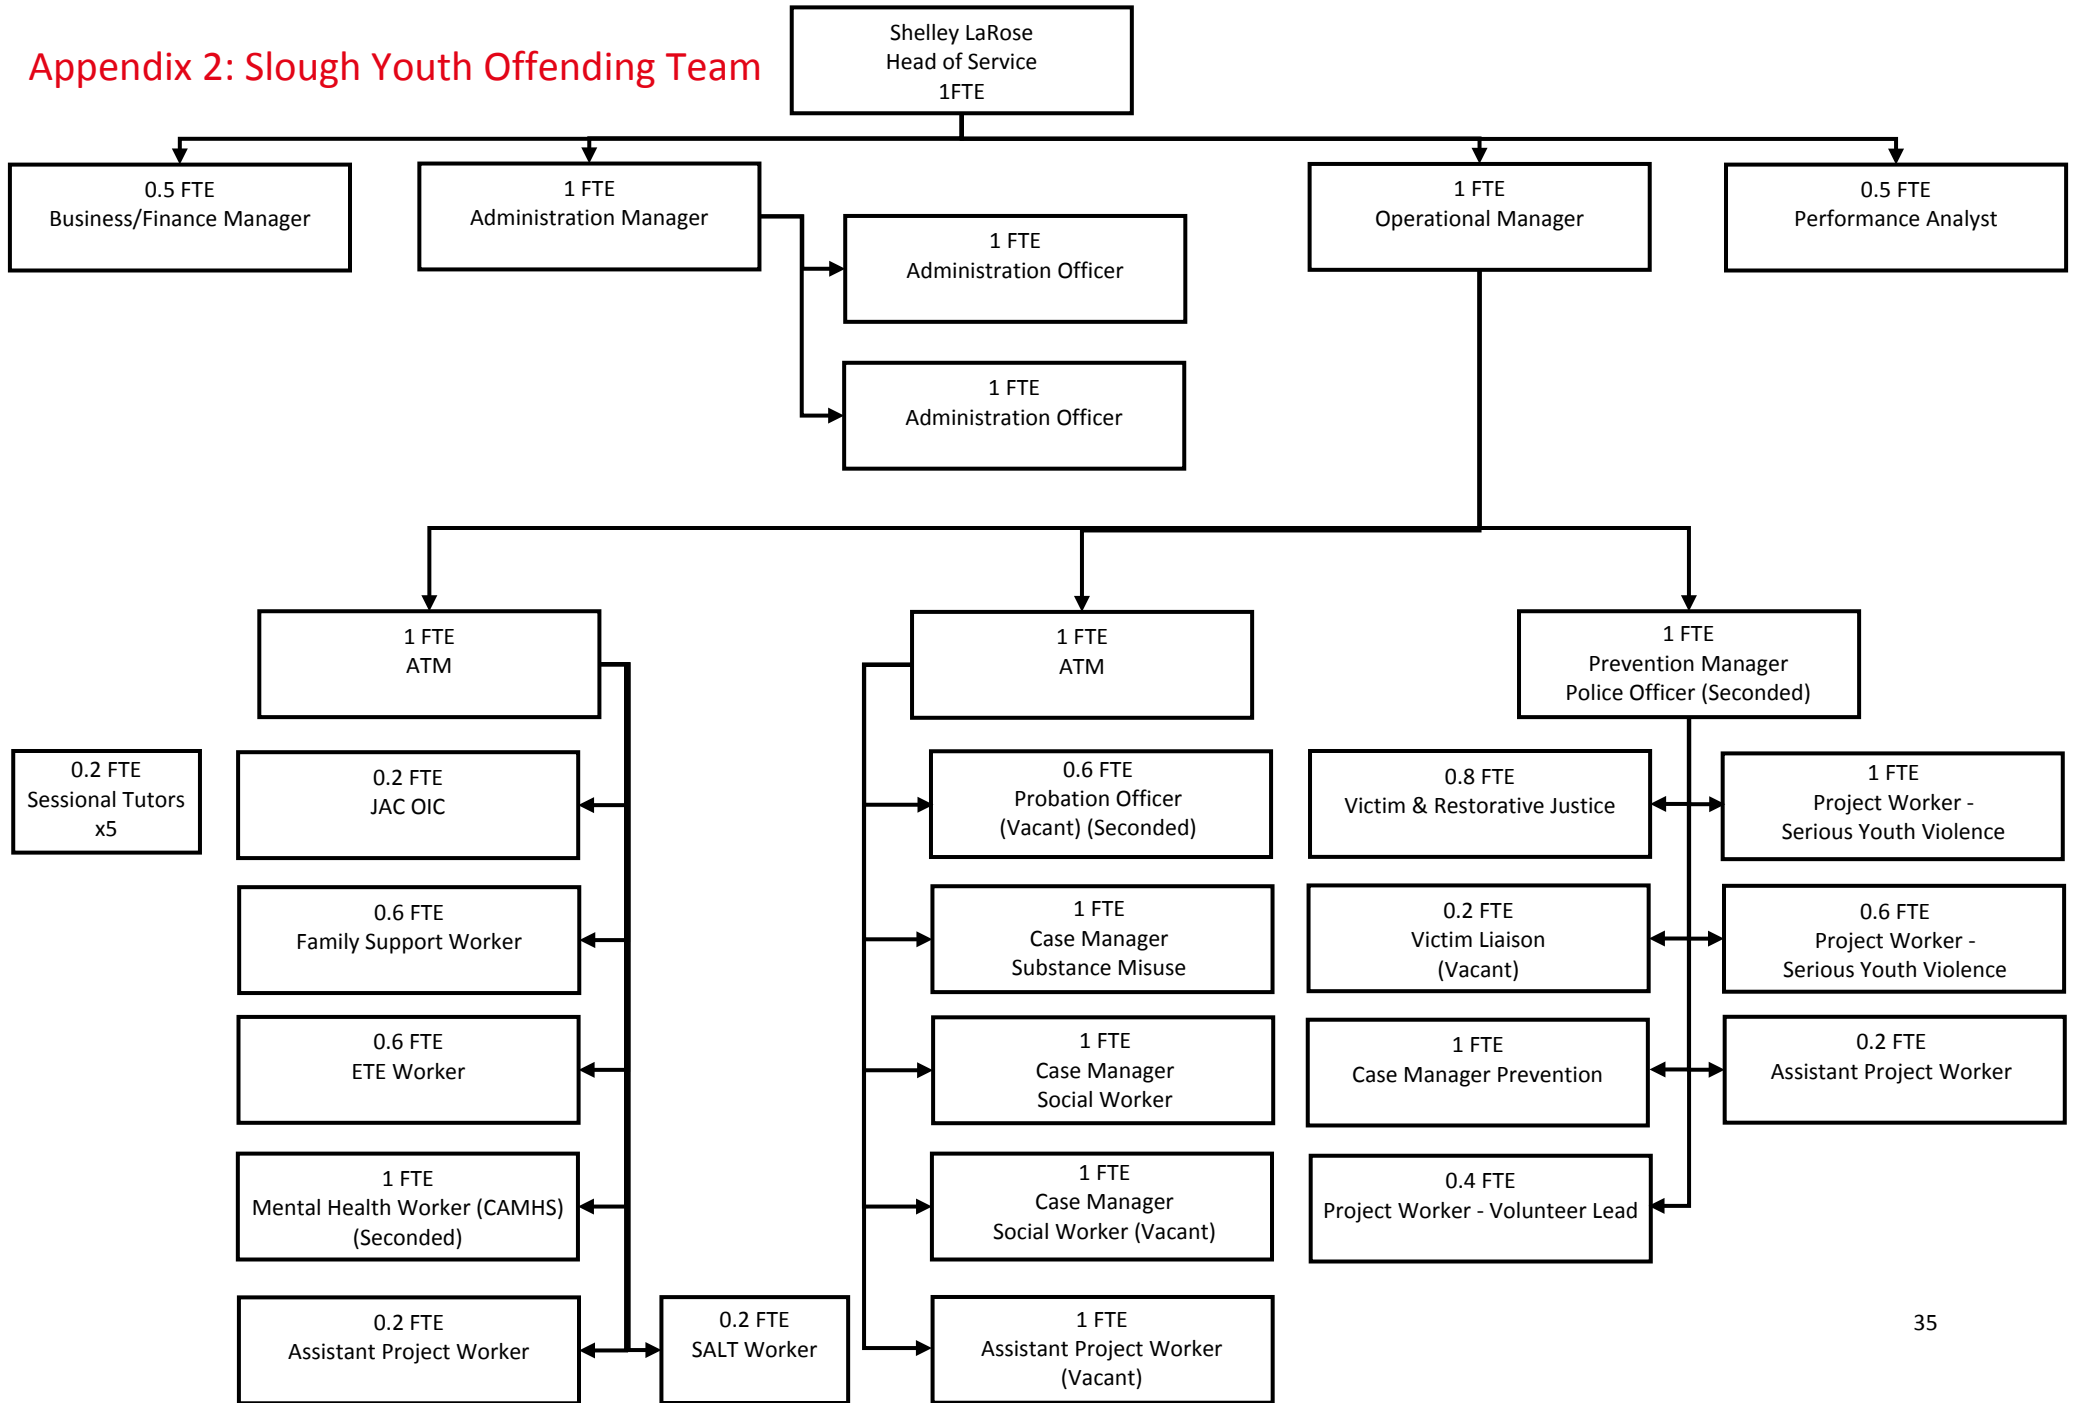 Appendix 2: Slough Youth Offending Team
Shelley LaRose
Head of Service
1FTE
0.5 FTE
Business/Finance Manager
1 FTE
Administration Manager
1 FTE
Administration Officer
1 FTE
Administration Officer
1 FTE
Operational Manager
0.5 FTE
Performance Analyst
1 FTE
ATM
0.2 FTE
Sessional Tutors
x5
0.2 FTE
JAC OIC
0.6 FTE
Family Support Worker
0.6 FTE
ETE Worker
1 FTE
Mental Health Worker (CAMHS)
(Seconded)
0.2 FTE
Assistant Project Worker
0.2 FTE
SALT Worker
1 FTE
ATM
0.6 FTE
Probation Officer
(Vacant) (Seconded)
1 FTE
Case Manager
Substance Misuse
1 FTE
Case Manager
Social Worker
1 FTE
Case Manager
Social Worker (Vacant)
1 FTE
Assistant Project Worker
(Vacant)
1 FTE
Prevention Manager
Police Officer (Seconded)
0.8 FTE
Victim & Restorative Justice
1 FTE
Project Worker -
Serious Youth Violence
0.2 FTE
Victim Liaison
(Vacant)
0.6 FTE
Project Worker -
Serious Youth Violence
1 FTE
Case Manager Prevention
0.2 FTE
Assistant Project Worker
0.4 FTE
Project Worker - Volunteer Lead
35